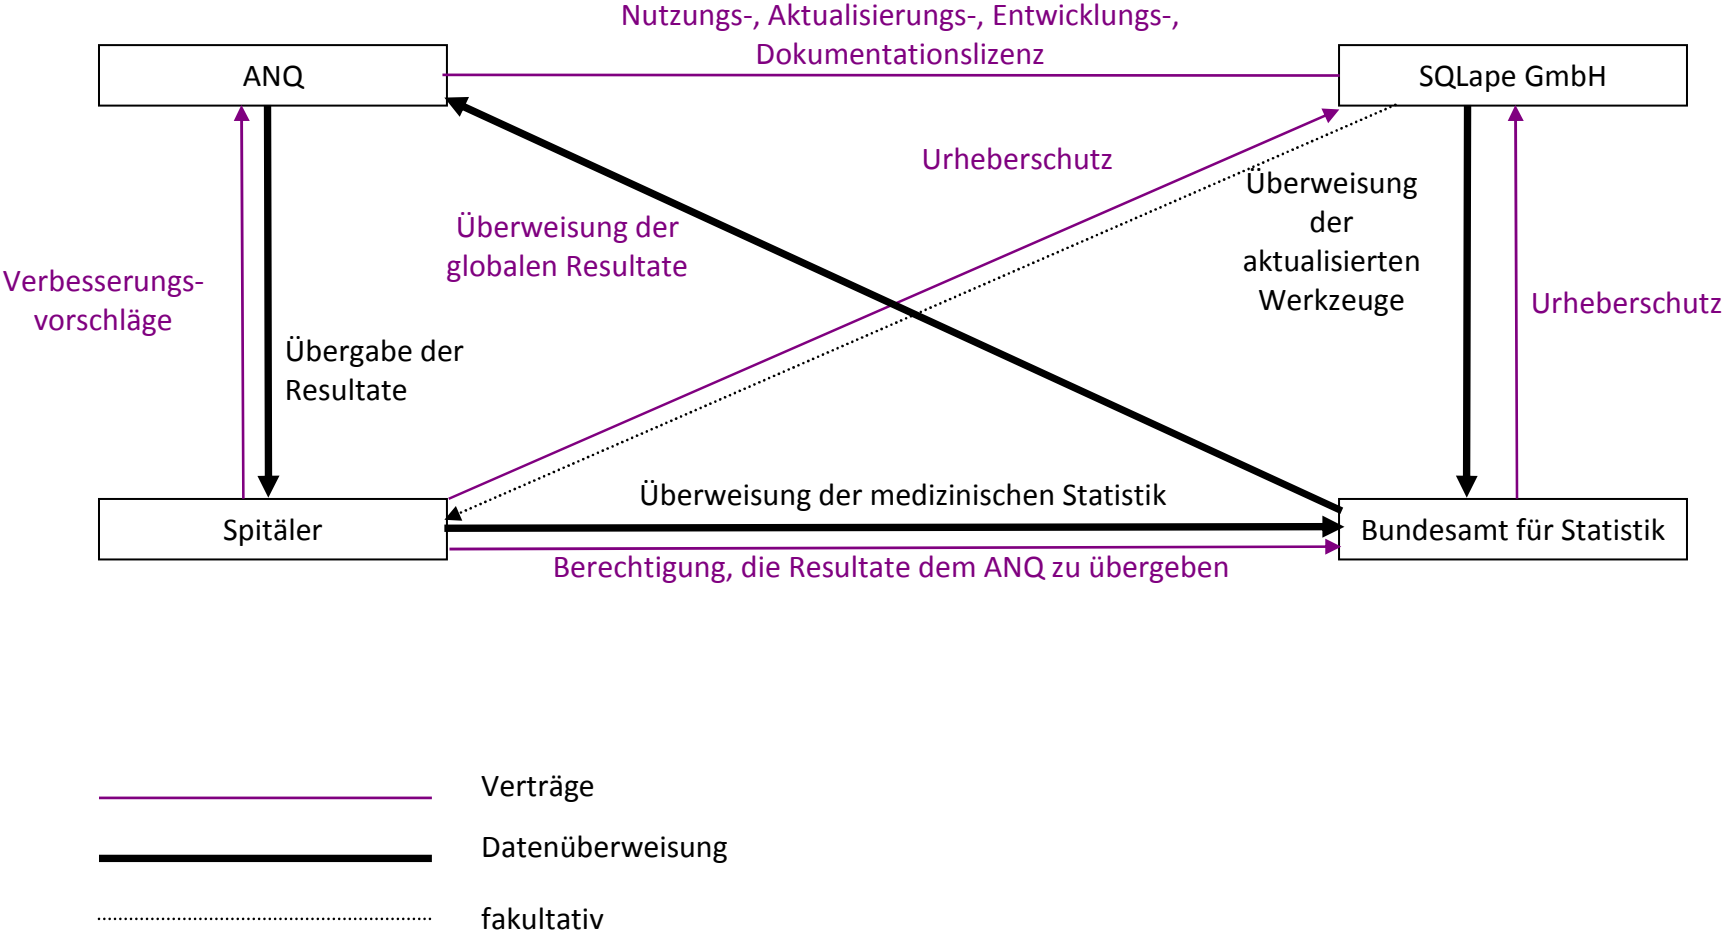 Nutzungs-, Aktualisierungs-, Entwicklungs-,
Dokumentationslizenz
ANQ
SQLape GmbH
Urheberschutz
Überweisung
der
aktualisierten
Werkzeuge
Überweisung der
globalen Resultate
Verbesserungs-
vorschläge
Urheberschutz
Übergabe der
Resultate
Überweisung der medizinischen Statistik
Spitäler
Bundesamt für Statistik
Berechtigung, die Resultate dem ANQ zu übergeben
Verträge
Datenüberweisung
fakultativ